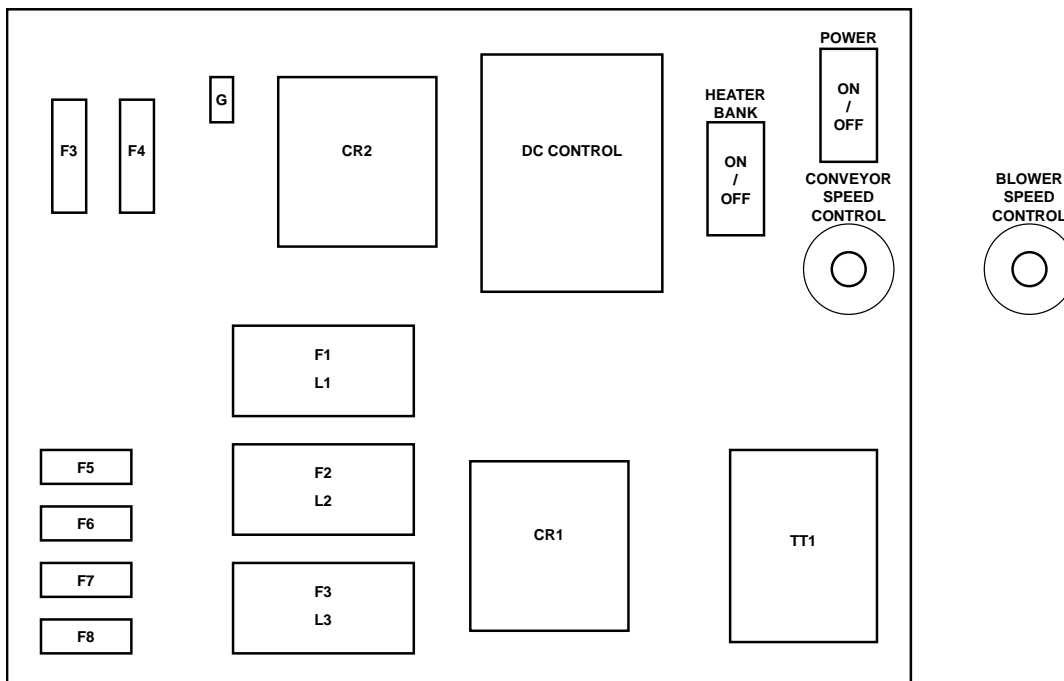 POWER
ON
/
OFF
HEATER
BANK
ON
/
OFF
G
F3
F4
CR2
DC CONTROL
CONVEYOR
SPEED
CONTROL
BLOWER
SPEED
CONTROL
F1
L1
F5
F2
L2
F6
CR1
TT1
F7
F3
L3
F8